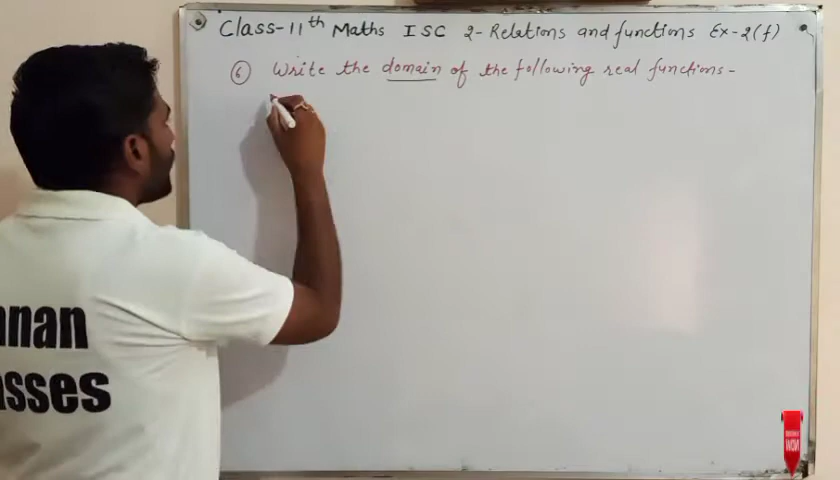 Class-11th Maths ISC 2-Relations and functions Ex-2(f)
⑥ Write the domain of the following real functions-
nan
sses